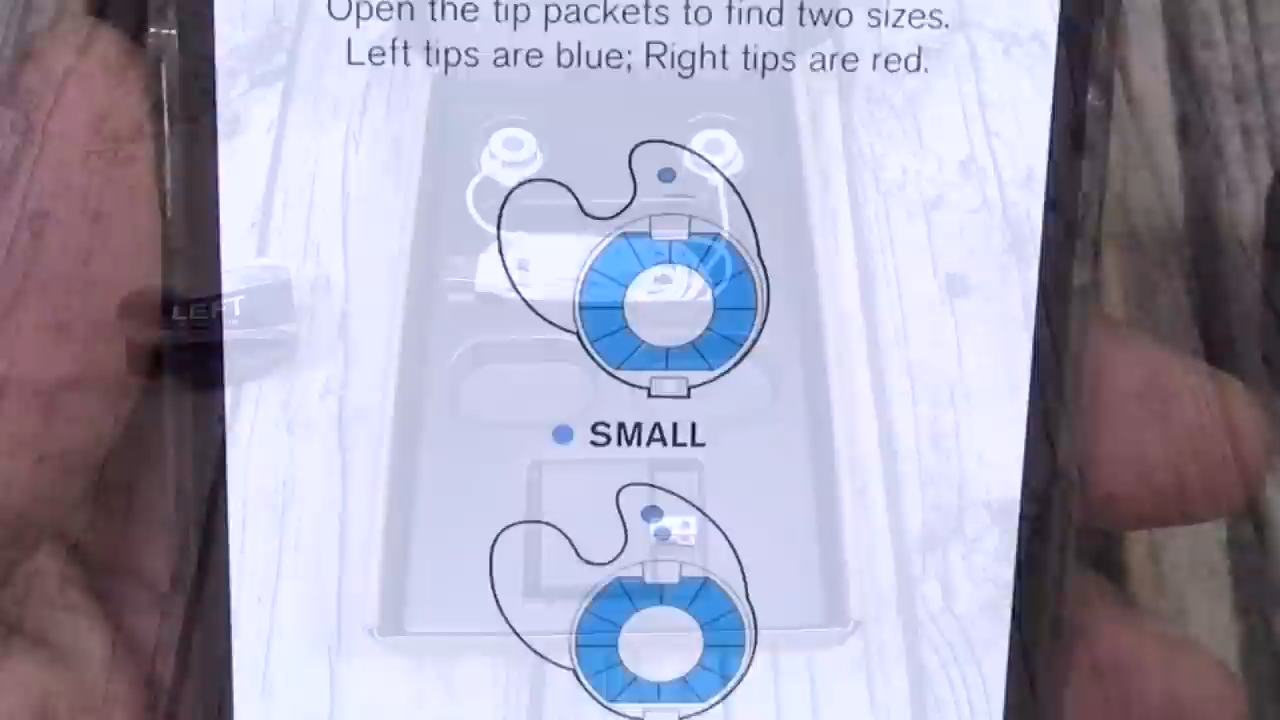 Open the tip packets to find two sizes.
Left tips are blue; Right tips are red.
LEFT
SMALL